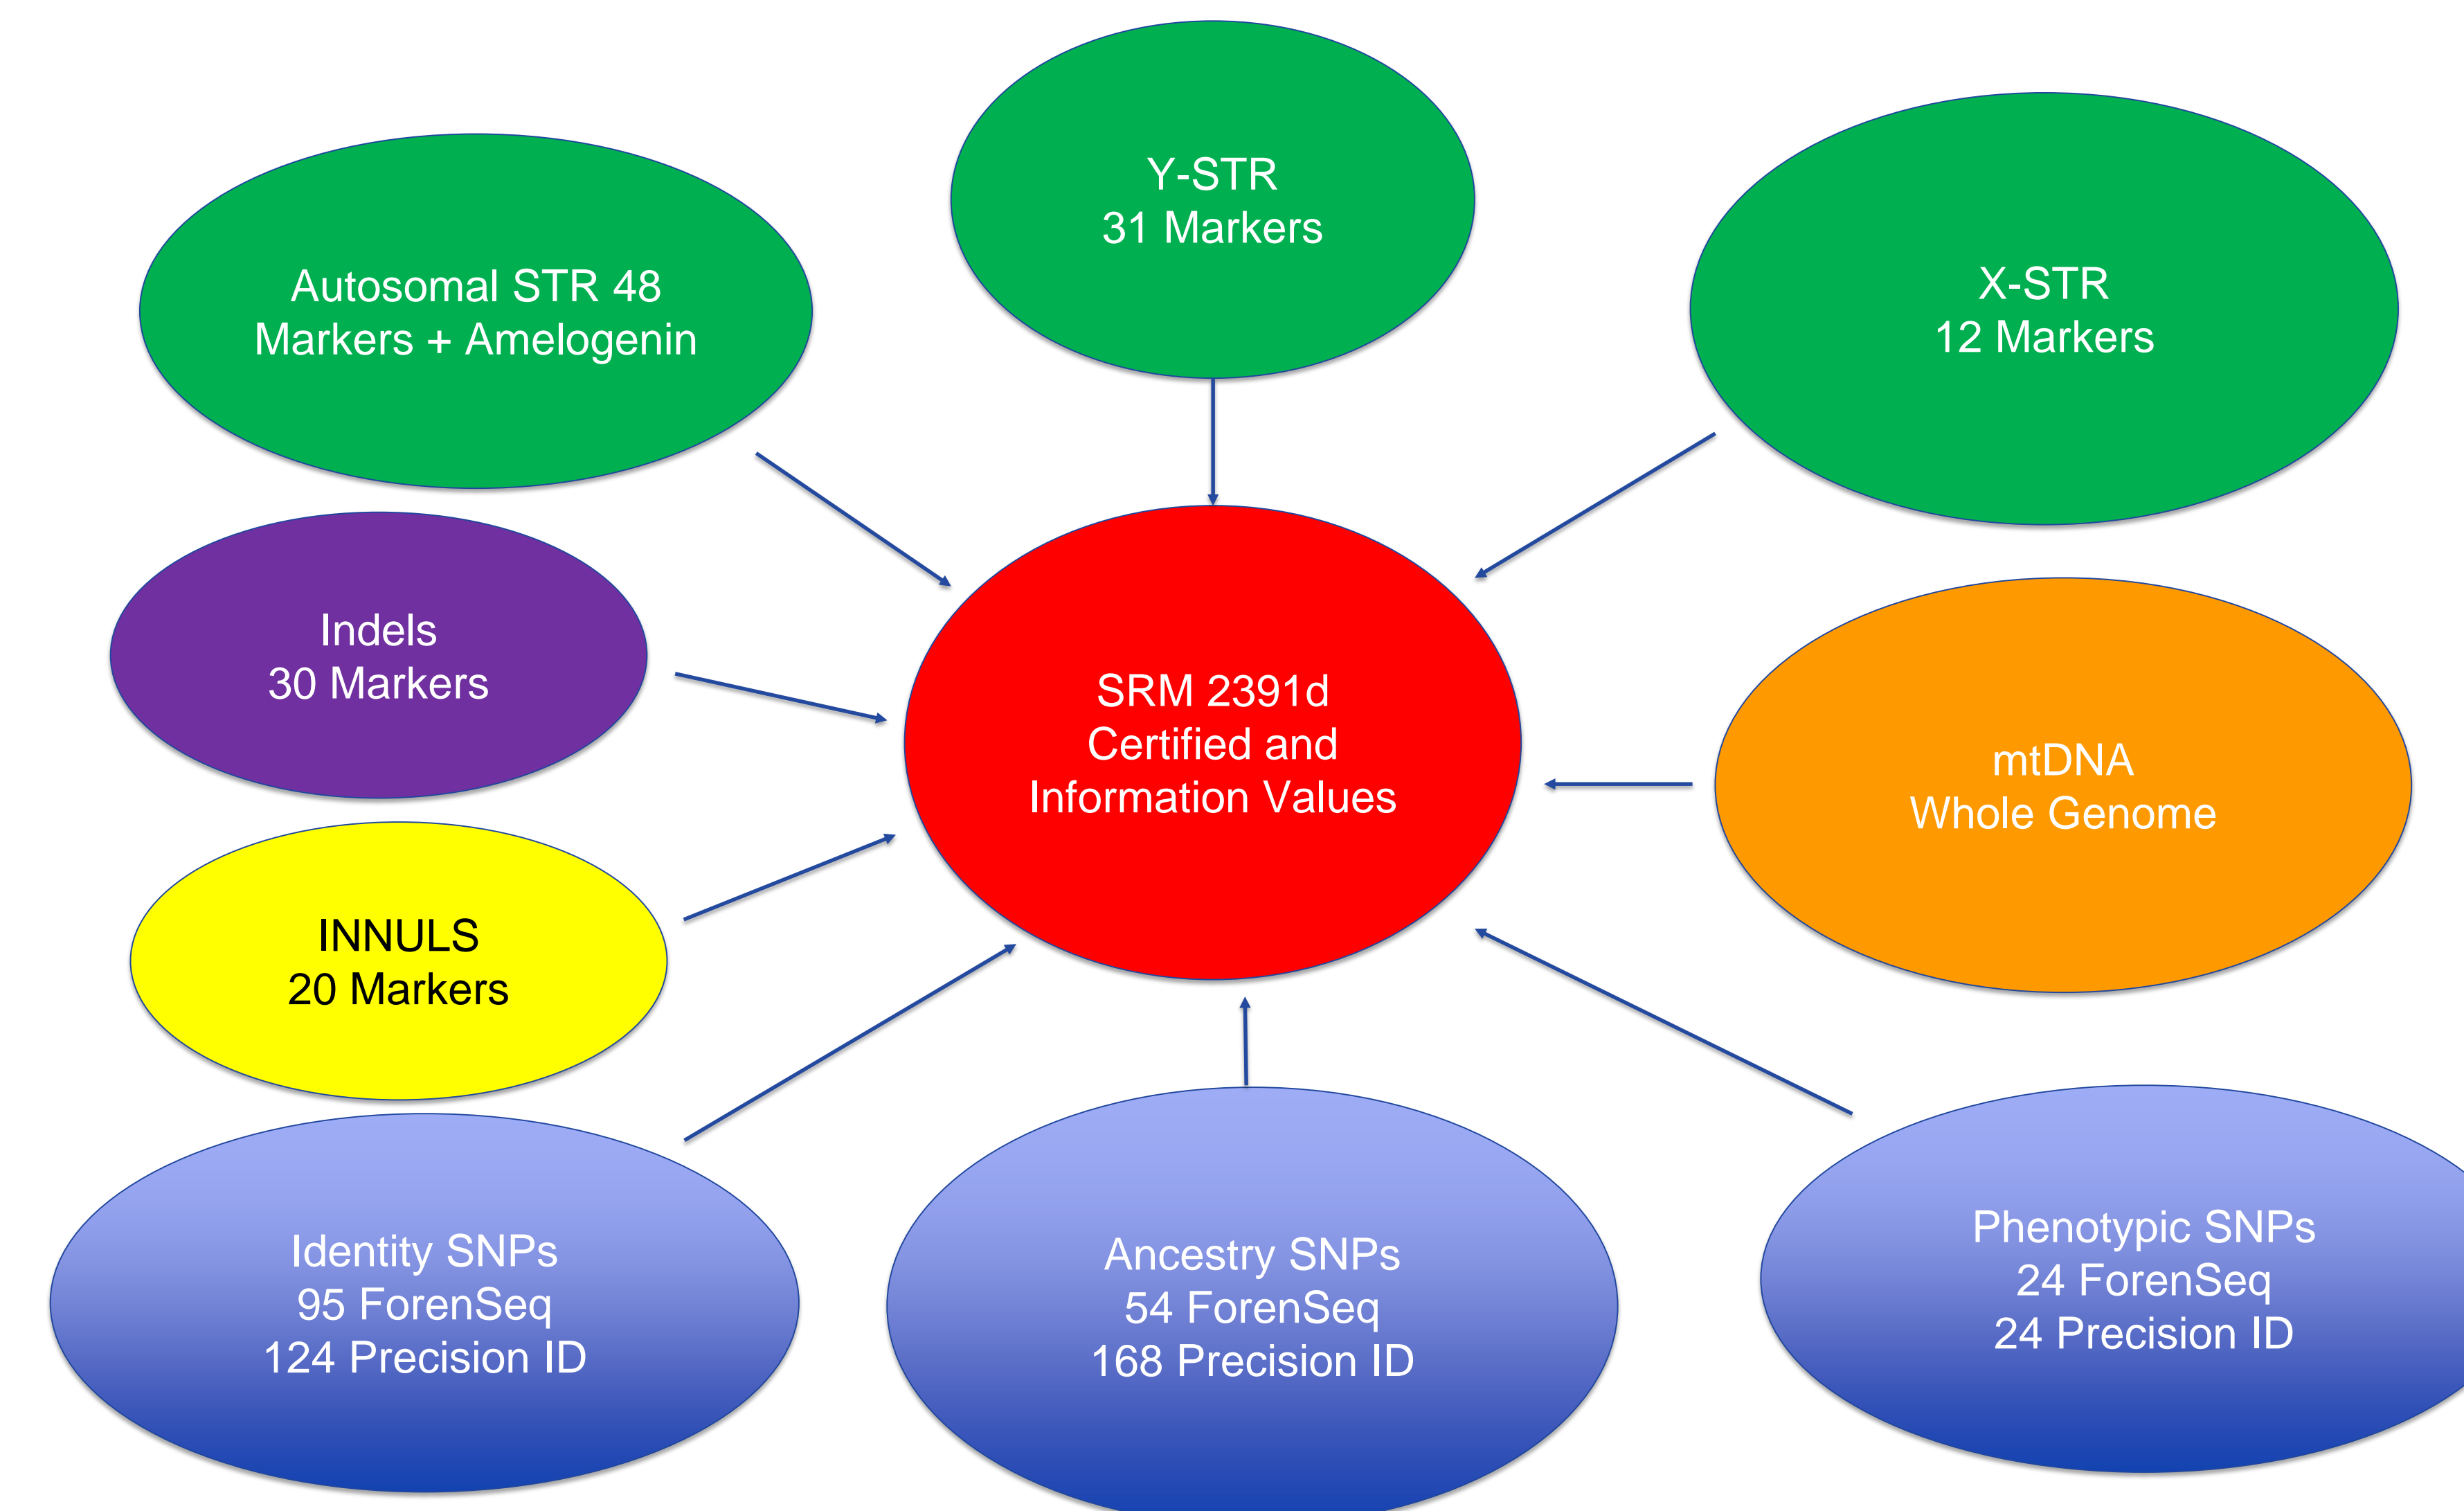 Y-STR
31 Markers
Autosomal STR 48
Markers + Amelogenin
X-STR
12 Markers
Indels
30 Markers
SRM 2391d
Certified and
Information Values
mtDNA
Whole Genome
INNULS
20 Markers
Identity SNPs
95 ForenSeq
124 Precision ID
Ancestry SNPs
54 ForenSeq
168 Precision ID
Phenotypic SNPs
24 ForenSeq
24 Precision ID